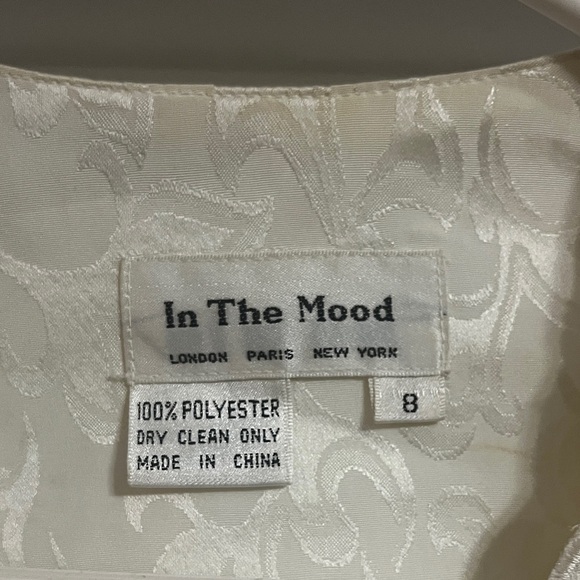 In The Mood
LONDON PARIS NEW YORK
100% POLYESTER
DRY CLEAN ONLY
MADE IN CHINA
8